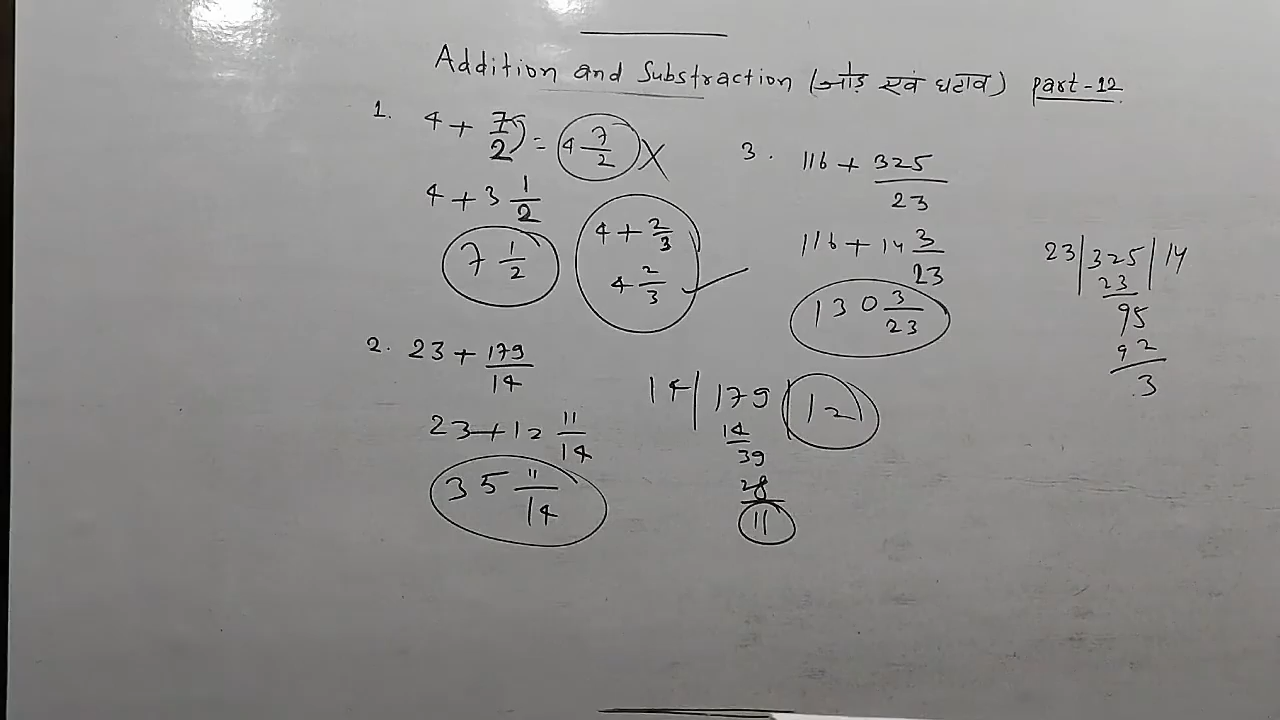 Addition and Substraction (जोड़ एवं घटाव) part-12
1. 4 + 7/2 = 4 7/2 X
4 + 3 1/2
7 1/2
4 + 2/3
4 2/3
2. 23 + 179/14
23 + 12 11/14
35 11/14
14 | 179 | 12
14
39
28
11
3. 116 + 325/23
116 + 14 3/23
130 3/23
23 | 325 | 14
23
95
92
3